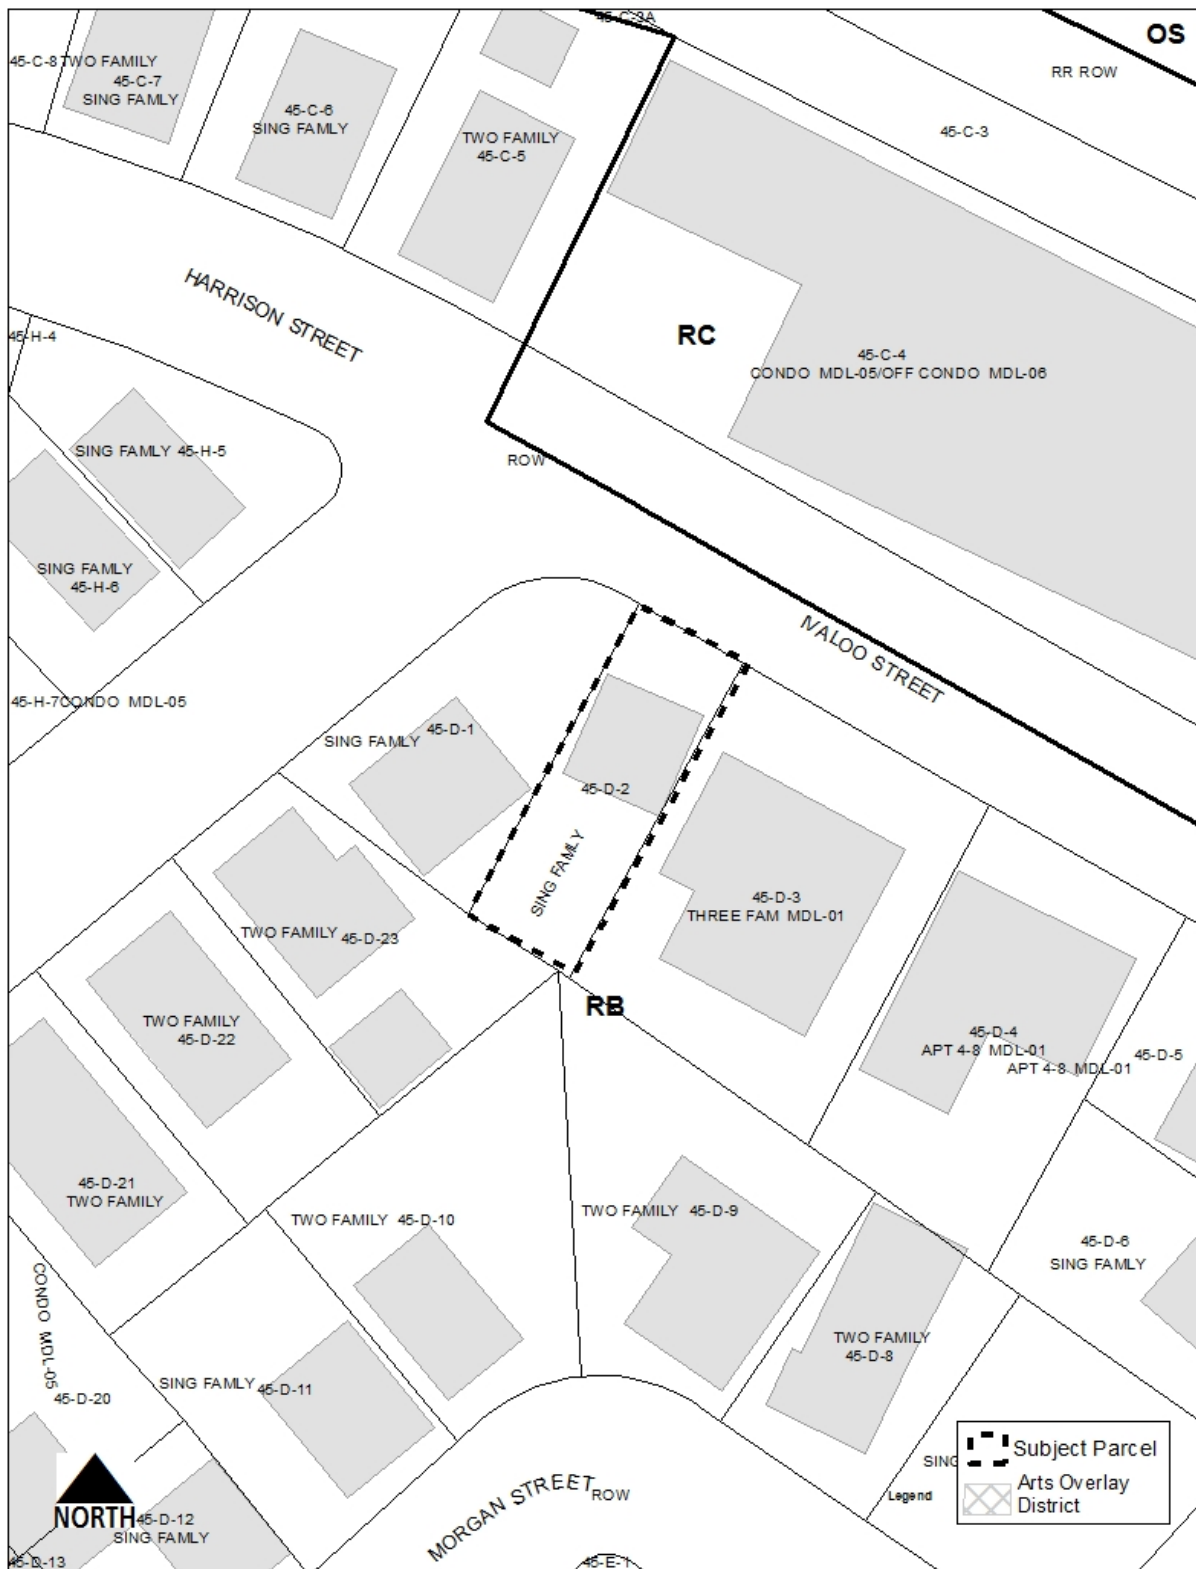 45-C-3A
OS
45-C-8 TWO FAMILY
45-C-7
SING FAMLY
RR ROW
45-C-6
SING FAMLY
TWO FAMILY
45-C-5
45-C-3
HARRISON STREET
45-H-4
RC
45-C-4
CONDO MDL-05/OFF CONDO MDL-06
SING FAMLY 45-H-5
ROW
SING FAMLY
45-H-6
IVALOO STREET
45-H-7 CONDO MDL-05
SING FAMLY 45-D-1
45-D-2
SING FAMLY
45-D-3
THREE FAM MDL-01
TWO FAMILY 45-D-23
RB
TWO FAMILY
45-D-22
45-D-4
APT 4-8 MDL-01
APT 4-8 MDL-01
45-D-5
45-D-21
TWO FAMILY
TWO FAMILY 45-D-10
TWO FAMILY 45-D-9
45-D-6
SING FAMLY
CONDO MDL-05
45-D-20
SING FAMLY 45-D-11
TWO FAMILY
45-D-8
SING
Legend
Subject Parcel
Arts Overlay
District
NORTH
45-D-12
SING FAMLY
45-D-13
MORGAN STREET
ROW
45-E-1